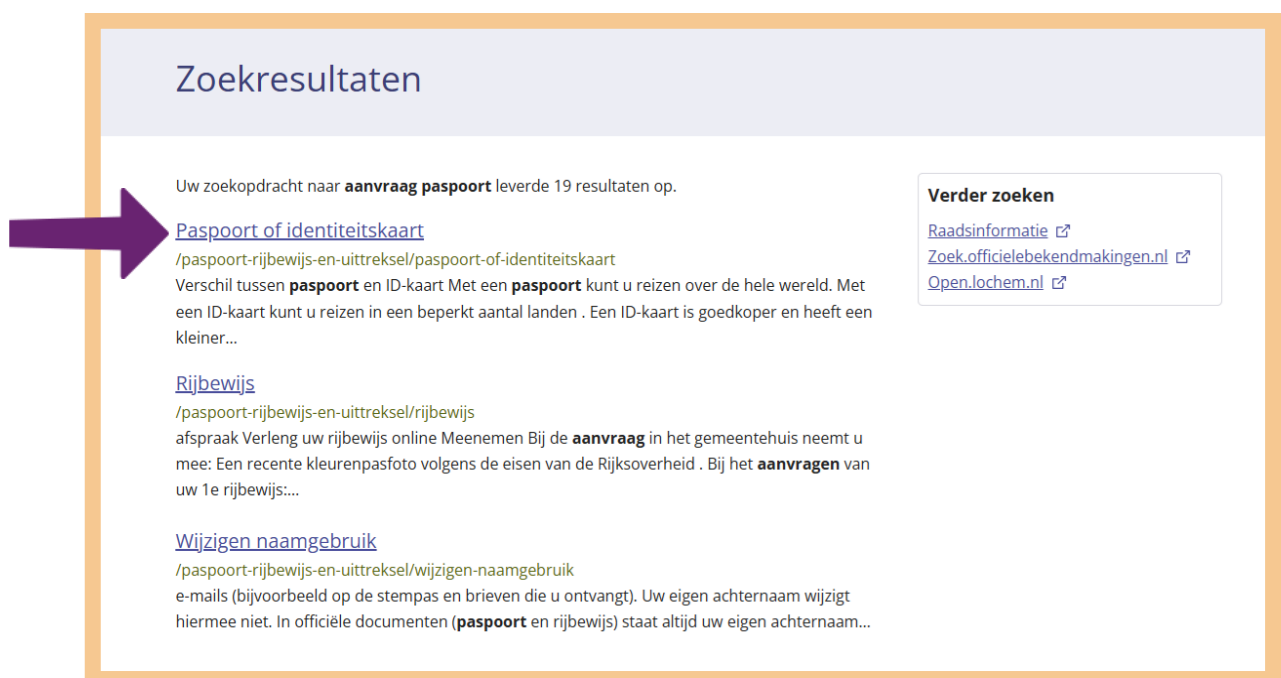 Zoekresultaten
Uw zoekopdracht naar aanvraag paspoort leverde 19 resultaten op.
Paspoort of identiteitskaart
/paspoort-rijbewijs-en-uittreksel/paspoort-of-identiteitskaart
Verschil tussen paspoort en ID-kaart Met een paspoort kunt u reizen over de hele wereld. Met
een ID-kaart kunt u reizen in een beperkt aantal landen . Een ID-kaart is goedkoper en heeft een
kleiner...
Rijbewijs
/paspoort-rijbewijs-en-uittreksel/rijbewijs
afspraak Verleng uw rijbewijs online Meenemen Bij de aanvraag in het gemeentehuis neemt u
mee: Een recente kleurenpasfoto volgens de eisen van de Rijksoverheid . Bij het aanvragen van
uw 1e rijbewijs:...
Wijzigen naamgebruik
/paspoort-rijbewijs-en-uittreksel/wijzigen-naamgebruik
e-mails (bijvoorbeeld op de stempas en brieven die u ontvangt). Uw eigen achternaam wijzigt
hiermee niet. In officiële documenten (paspoort en rijbewijs) staat altijd uw eigen achternaam...
Verder zoeken
Raadsinformatie
Zoek.officielebekendmakingen.nl
Open.lochem.nl